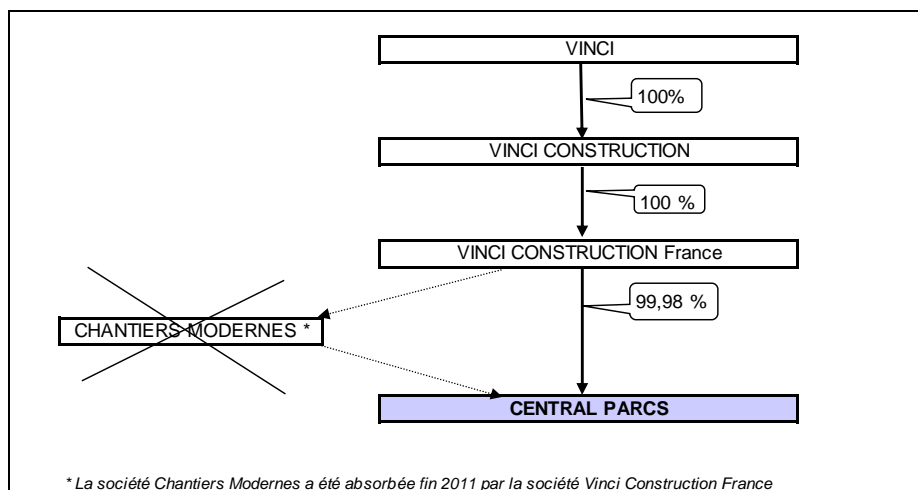 VINCI
100%
VINCI CONSTRUCTION
100 %
VINCI CONSTRUCTION France
99,98 %
CHANTIERS MODERNES *
CENTRAL PARCS
* La société Chantiers Modernes a été absorbée fin 2011 par la société Vinci Construction France